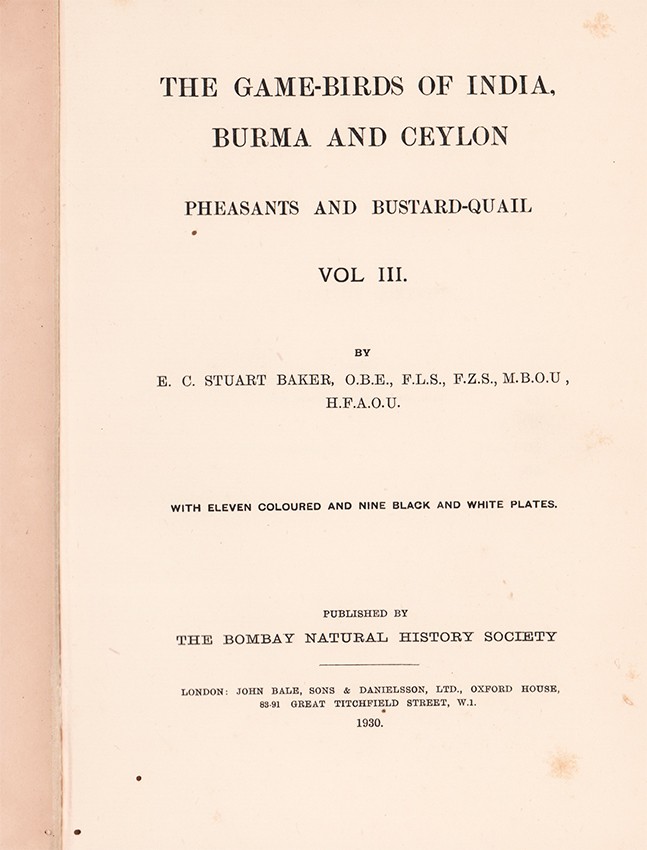 THE GAME-BIRDS OF INDIA,
BURMA AND CEYLON
PHEASANTS AND BUSTARD-QUAIL
VOL III.
BY
E. C. STUART BAKER, O.B.E., F.L.S., F.Z.S., M.B.O.U ,
H.F.A.O.U.
WITH ELEVEN COLOURED AND NINE BLACK AND WHITE PLATES.
PUBLISHED BY
THE BOMBAY NATURAL HISTORY SOCIETY
LONDON: JOHN BALE, SONS & DANIELSSON, LTD., OXFORD HOUSE,
83-91 GREAT TITCHFIELD STREET, W.1.
1930.